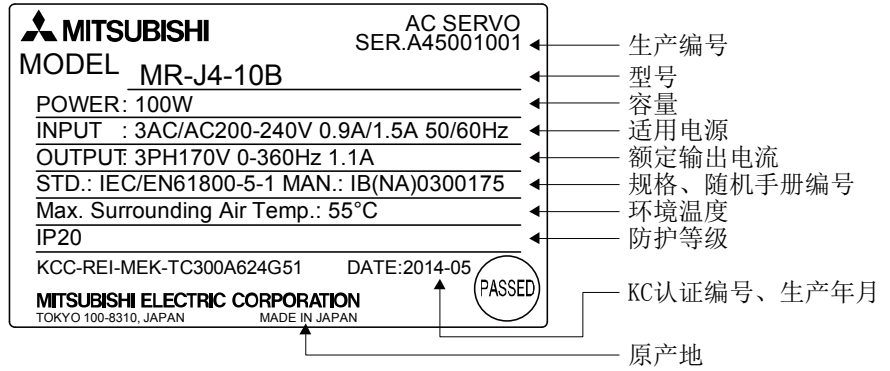 MITSUBISHI AC SERVO
SER.A45001001 生产编号
MODEL MR-J4-10B 型号
POWER: 100W 容量
INPUT : 3AC/AC200-240V 0.9A/1.5A 50/60Hz 适用电源
OUTPUT: 3PH170V 0-360Hz 1.1A 额定输出电流
STD.: IEC/EN61800-5-1 MAN.: IB(NA)0300175 规格、随机手册编号
Max. Surrounding Air Temp.: 55°C 环境温度
IP20 防护等级
KCC-REI-MEK-TC300A624G51 DATE:2014-05
PASSED KC认证编号、生产年月
MITSUBISHI ELECTRIC CORPORATION
TOKYO 100-8310, JAPAN MADE IN JAPAN
原产地